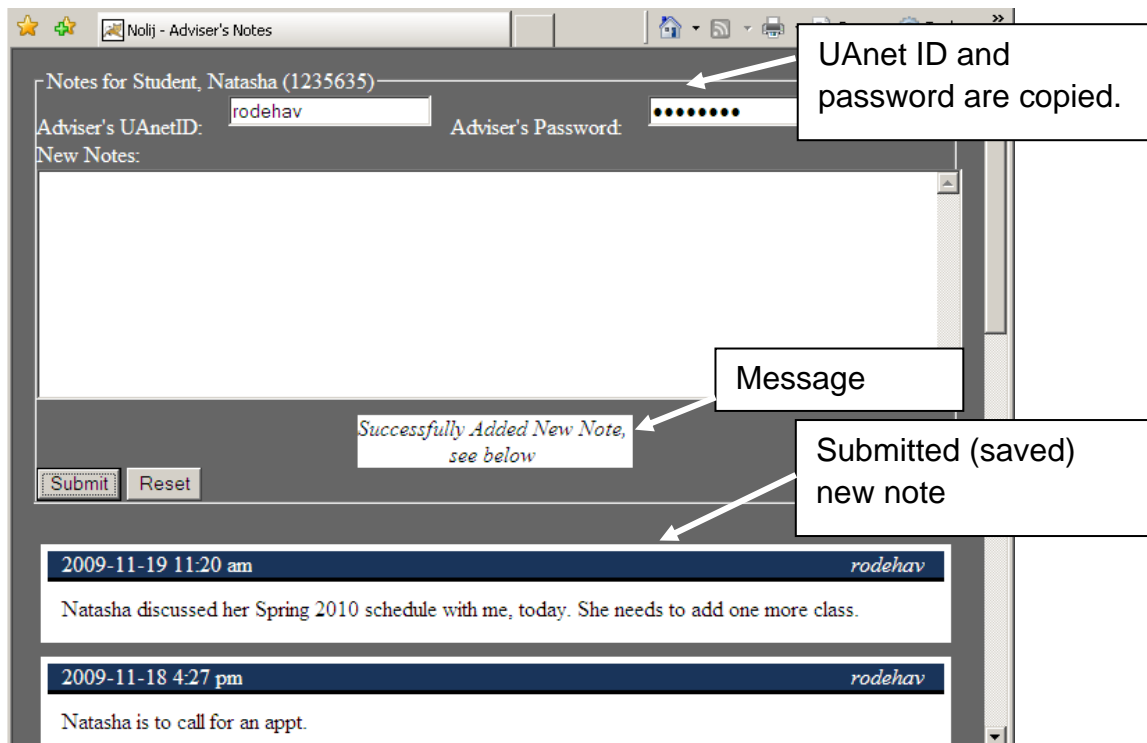 Nolij - Adviser's Notes
»
UAnet ID and
password are copied.
Notes for Student, Natasha (1235635)
Adviser's UAnetID: rodehav Adviser's Password: ••••••••
New Notes:
Message
Successfully Added New Note,
see below
Submitted (saved)
new note
Submit Reset
2009-11-19 11:20 am rodehav
Natasha discussed her Spring 2010 schedule with me, today. She needs to add one more class.
2009-11-18 4:27 pm rodehav
Natasha is to call for an appt.